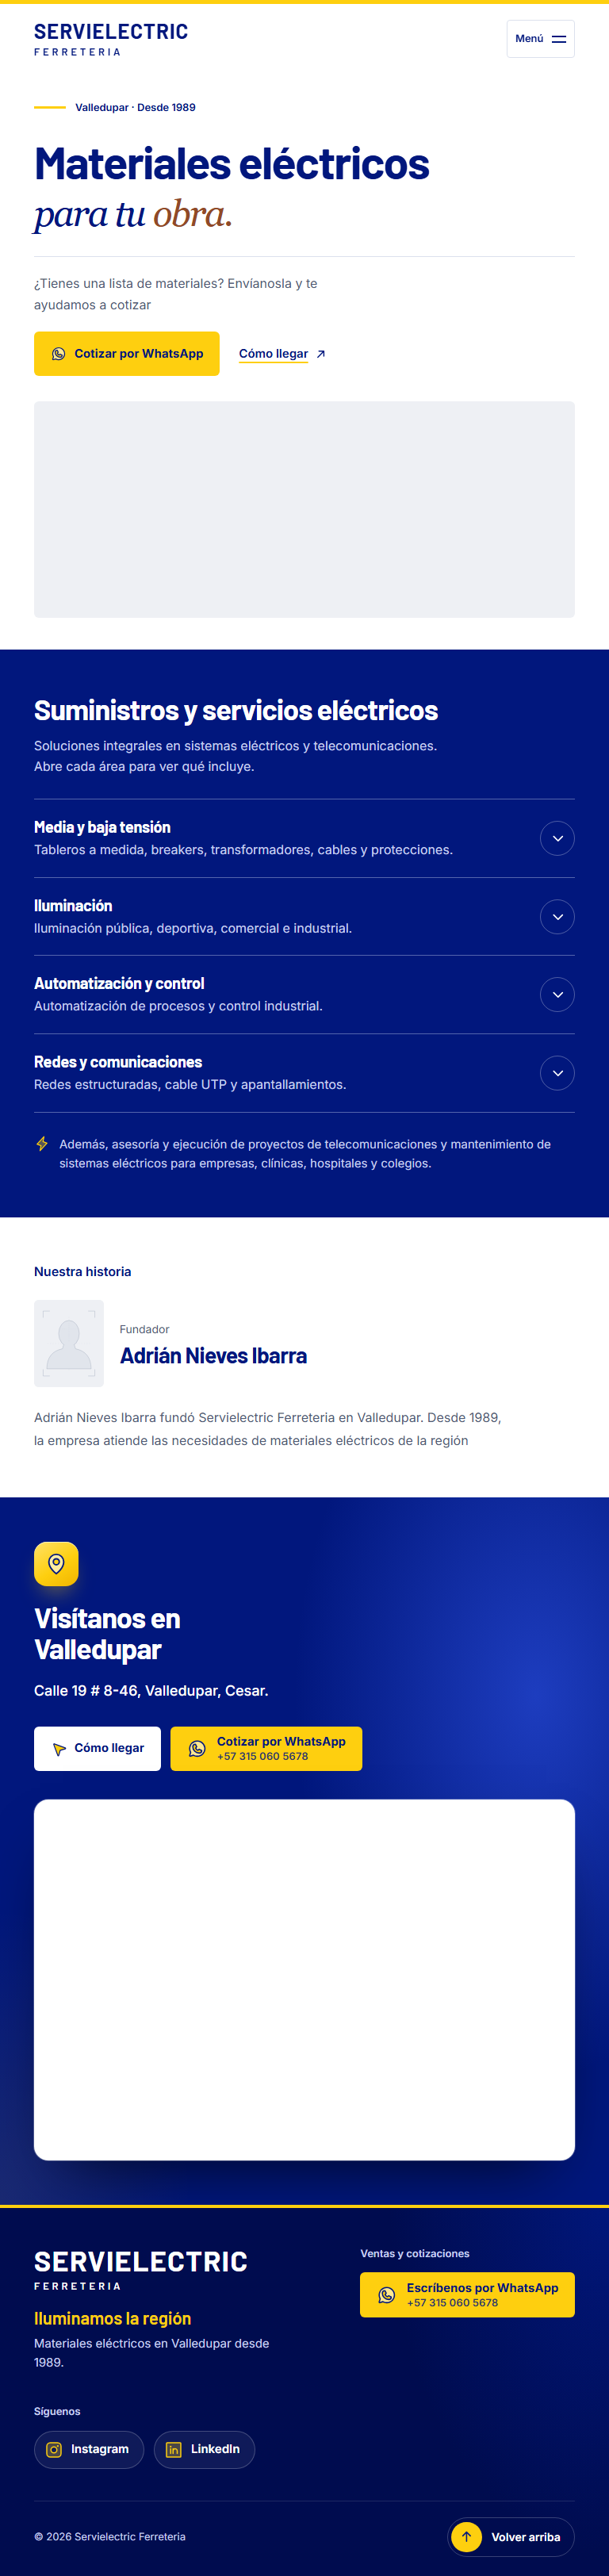 SERVIELECTRIC
FERRETERIA
Menú
Valledupar · Desde 1989
Materiales eléctricos
para tu obra.
¿Tienes una lista de materiales? Envíanosla y te
ayudamos a cotizar
Cotizar por WhatsApp
Cómo llegar
Suministros y servicios eléctricos
Soluciones integrales en sistemas eléctricos y telecomunicaciones.
Abre cada área para ver qué incluye.
Media y baja tensión
Tableros a medida, breakers, transformadores, cables y protecciones.
Iluminación
Iluminación pública, deportiva, comercial e industrial.
Automatización y control
Automatización de procesos y control industrial.
Redes y comunicaciones
Redes estructuradas, cable UTP y apantallamientos.
Además, asesoría y ejecución de proyectos de telecomunicaciones y mantenimiento de
sistemas eléctricos para empresas, clínicas, hospitales y colegios.
Nuestra historia
Fundador
Adrián Nieves Ibarra
Adrián Nieves Ibarra fundó Servielectric Ferreteria en Valledupar. Desde 1989,
la empresa atiende las necesidades de materiales eléctricos de la región
Visítanos en
Valledupar
Calle 19 # 8-46, Valledupar, Cesar.
Cómo llegar
Cotizar por WhatsApp
+57 315 060 5678
SERVIELECTRIC
FERRETERIA
Iluminamos la región
Materiales eléctricos en Valledupar desde
1989.
Ventas y cotizaciones
Escríbenos por WhatsApp
+57 315 060 5678
Síguenos
Instagram
LinkedIn
© 2026 Servielectric Ferreteria
Volver arriba